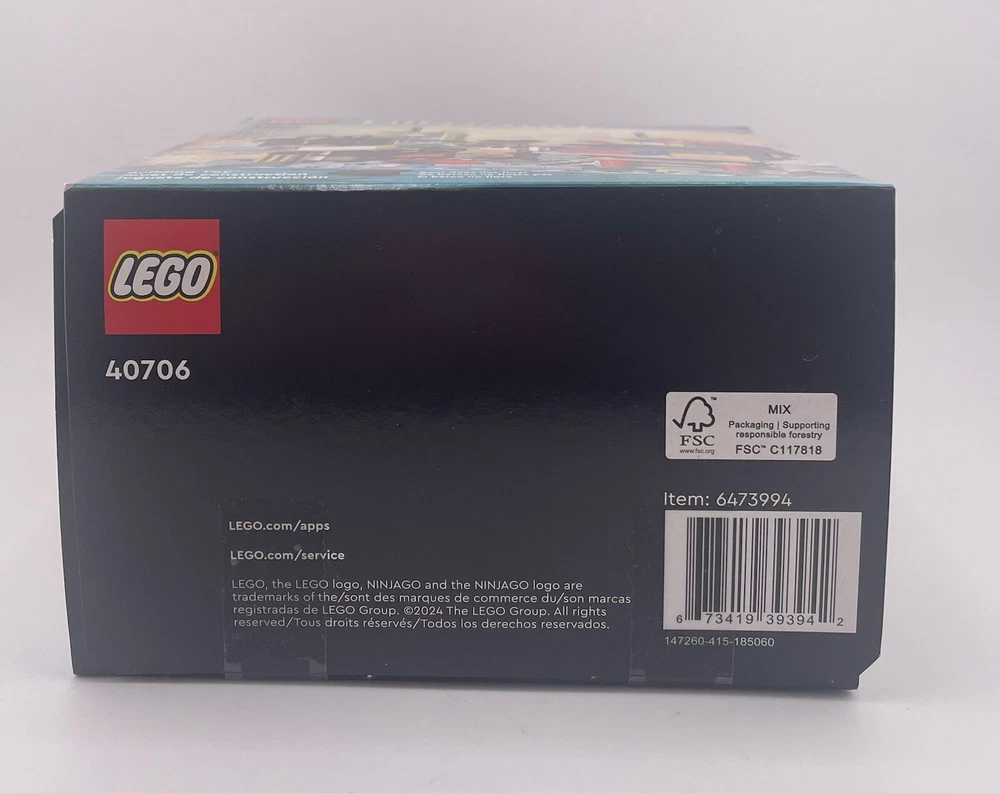 LEGO
40706
FSC™
www.fsc.org
MIX
Packaging | Supporting
responsible forestry
FSC™ C117818
Item: 6473994
LEGO.com/apps
LEGO.com/service
LEGO, the LEGO logo, NINJAGO and the NINJAGO logo are
trademarks of the/sont des marques de commerce du/son marcas
registradas de LEGO Group. ©2024 The LEGO Group. All rights
reserved/Tous droits réservés/Todos los derechos reservados.
6 73419 39394 2
147260-415-185060